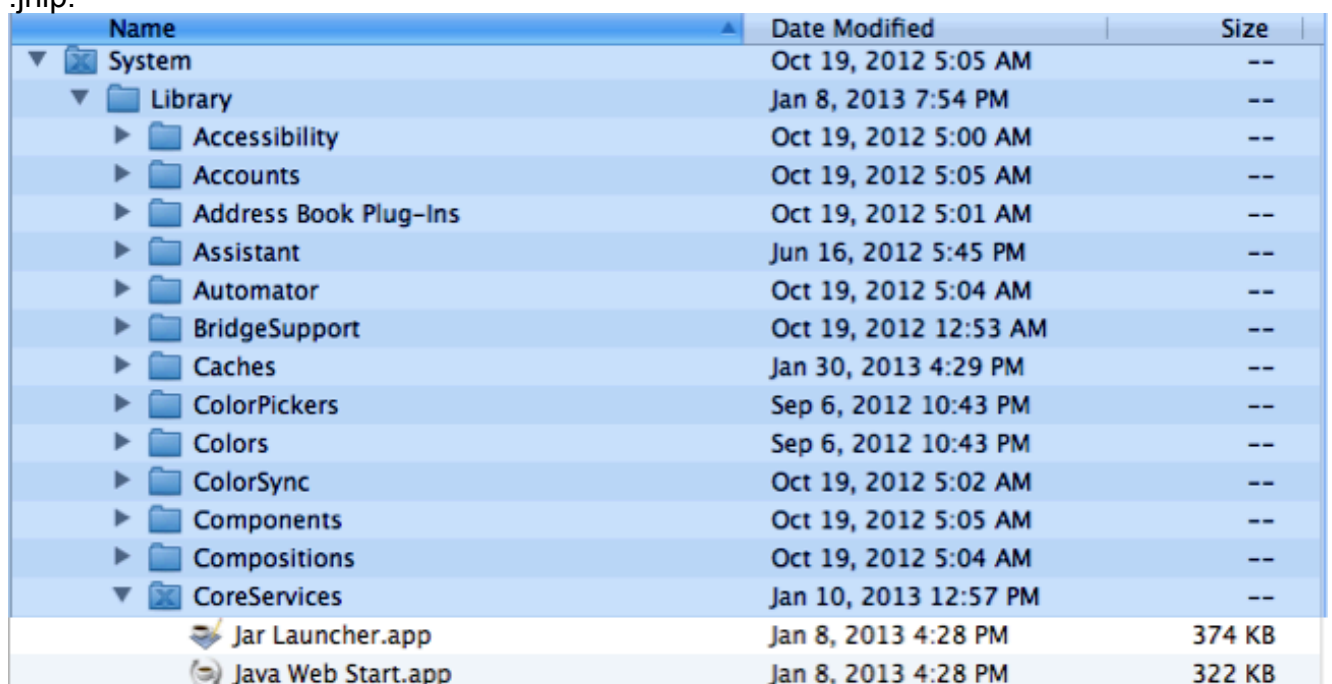 .jnlp.
Name Date Modified Size
System Oct 19, 2012 5:05 AM --
Library Jan 8, 2013 7:54 PM --
Accessibility Oct 19, 2012 5:00 AM --
Accounts Oct 19, 2012 5:05 AM --
Address Book Plug-Ins Oct 19, 2012 5:01 AM --
Assistant Jun 16, 2012 5:45 PM --
Automator Oct 19, 2012 5:04 AM --
BridgeSupport Oct 19, 2012 12:53 AM --
Caches Jan 30, 2013 4:29 PM --
ColorPickers Sep 6, 2012 10:43 PM --
Colors Sep 6, 2012 10:43 PM --
ColorSync Oct 19, 2012 5:02 AM --
Components Oct 19, 2012 5:05 AM --
Compositions Oct 19, 2012 5:04 AM --
CoreServices Jan 10, 2013 12:57 PM --
Jar Launcher.app Jan 8, 2013 4:28 PM 374 KB
Java Web Start.app Jan 8, 2013 4:28 PM 322 KB